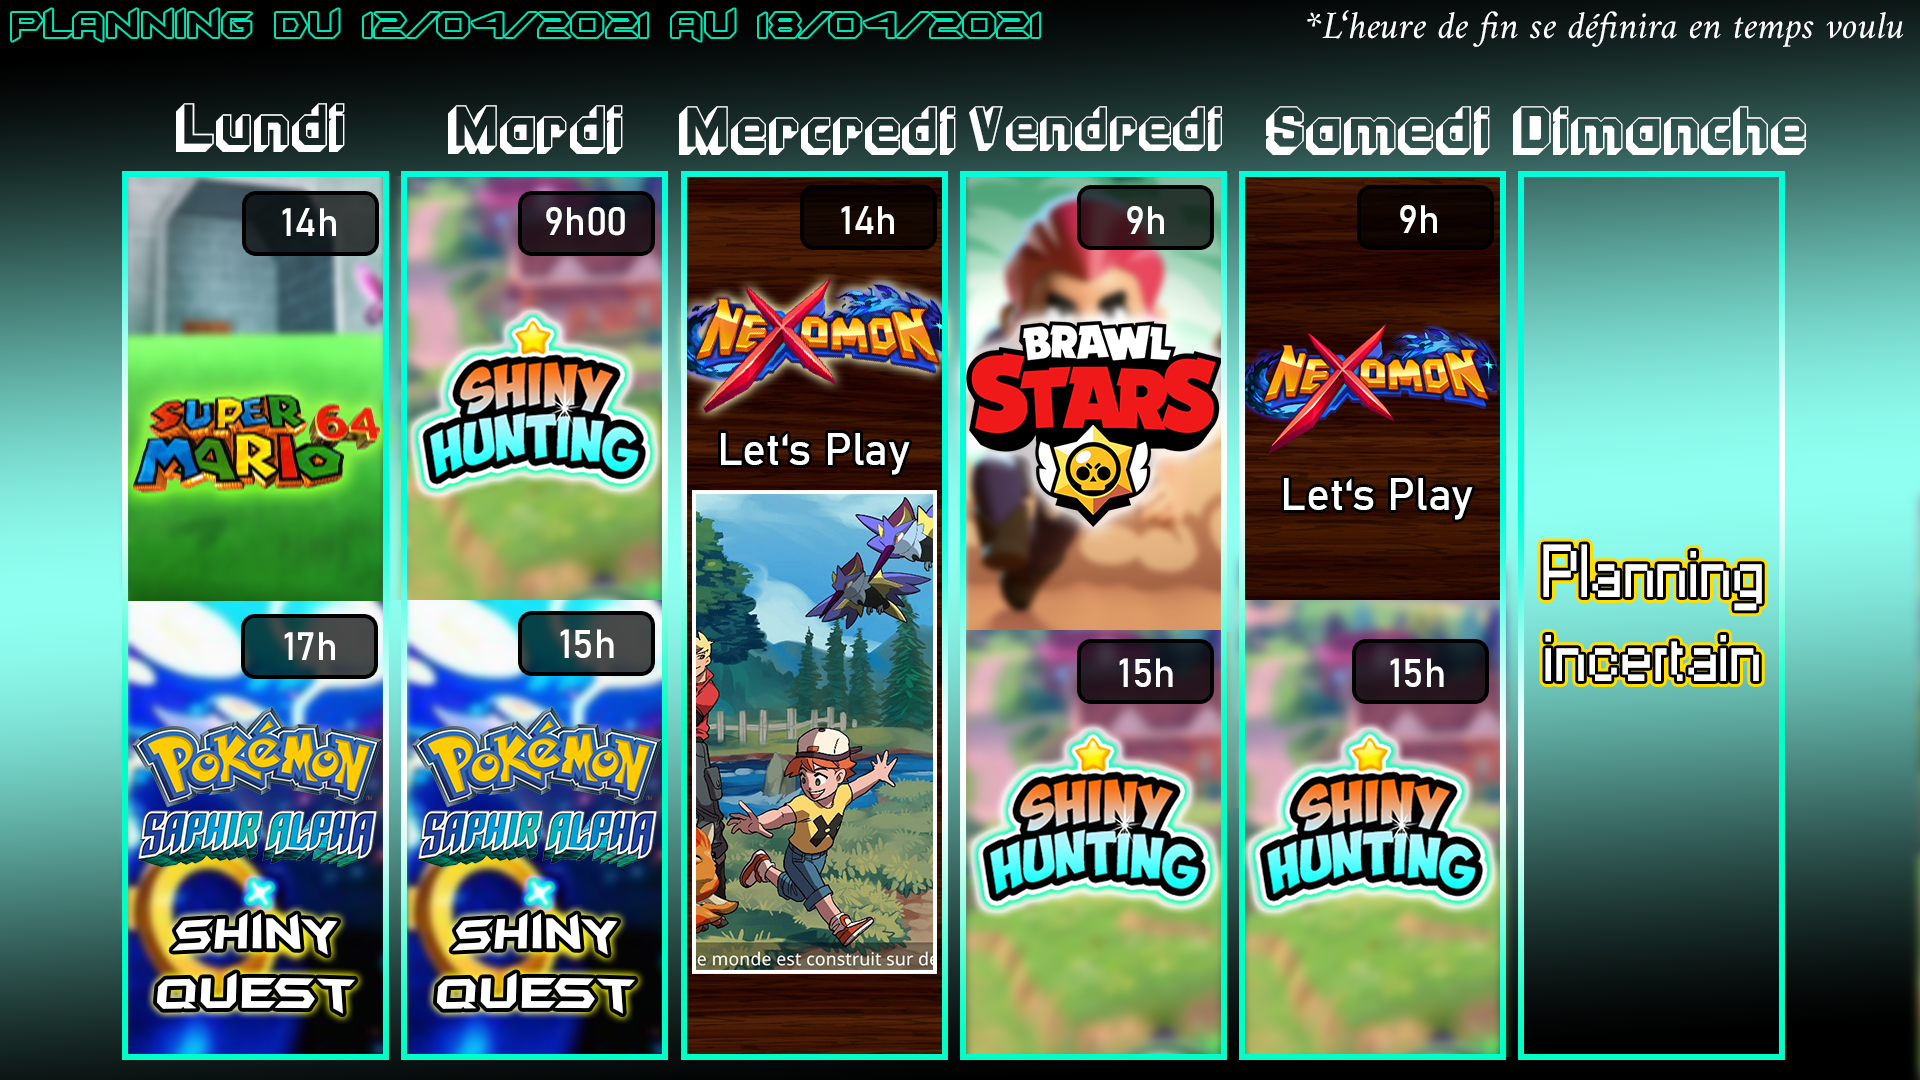 PLANNING DU 12/04/2021 AU 18/04/2021
*L'heure de fin se définira en temps voulu
Lundi
14h
SUPER
MARIO 64
17h
POKéMON
SAPHIR ALPHA
SHINY
QUEST
Mardi
9h00
SHINY
HUNTING
15h
POKéMON
SAPHIR ALPHA
SHINY
QUEST
Mercredi
14h
NEXOMON
Let's Play
e monde est construit sur de
Vendredi
9h
BRAWL
STARS
15h
SHINY
HUNTING
Samedi
9h
NEXOMON
Let's Play
15h
SHINY
HUNTING
Dimanche
Planning
incertain